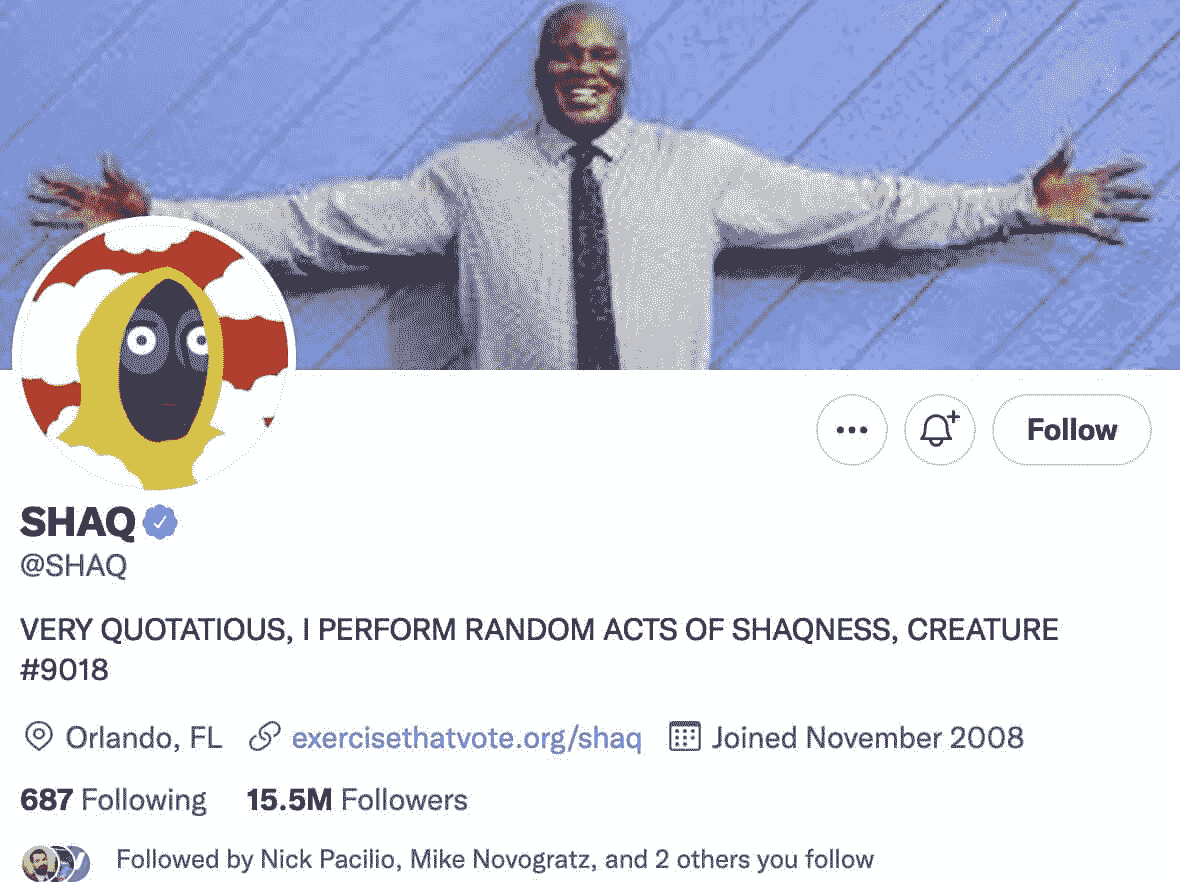 Follow
SHAQ
@SHAQ
VERY QUOTATIOUS, I PERFORM RANDOM ACTS OF SHAQNESS, CREATURE
#9018
Orlando, FL exercisethatvote.org/shaq Joined November 2008
687 Following 15.5M Followers
Followed by Nick Pacilio, Mike Novogratz, and 2 others you follow